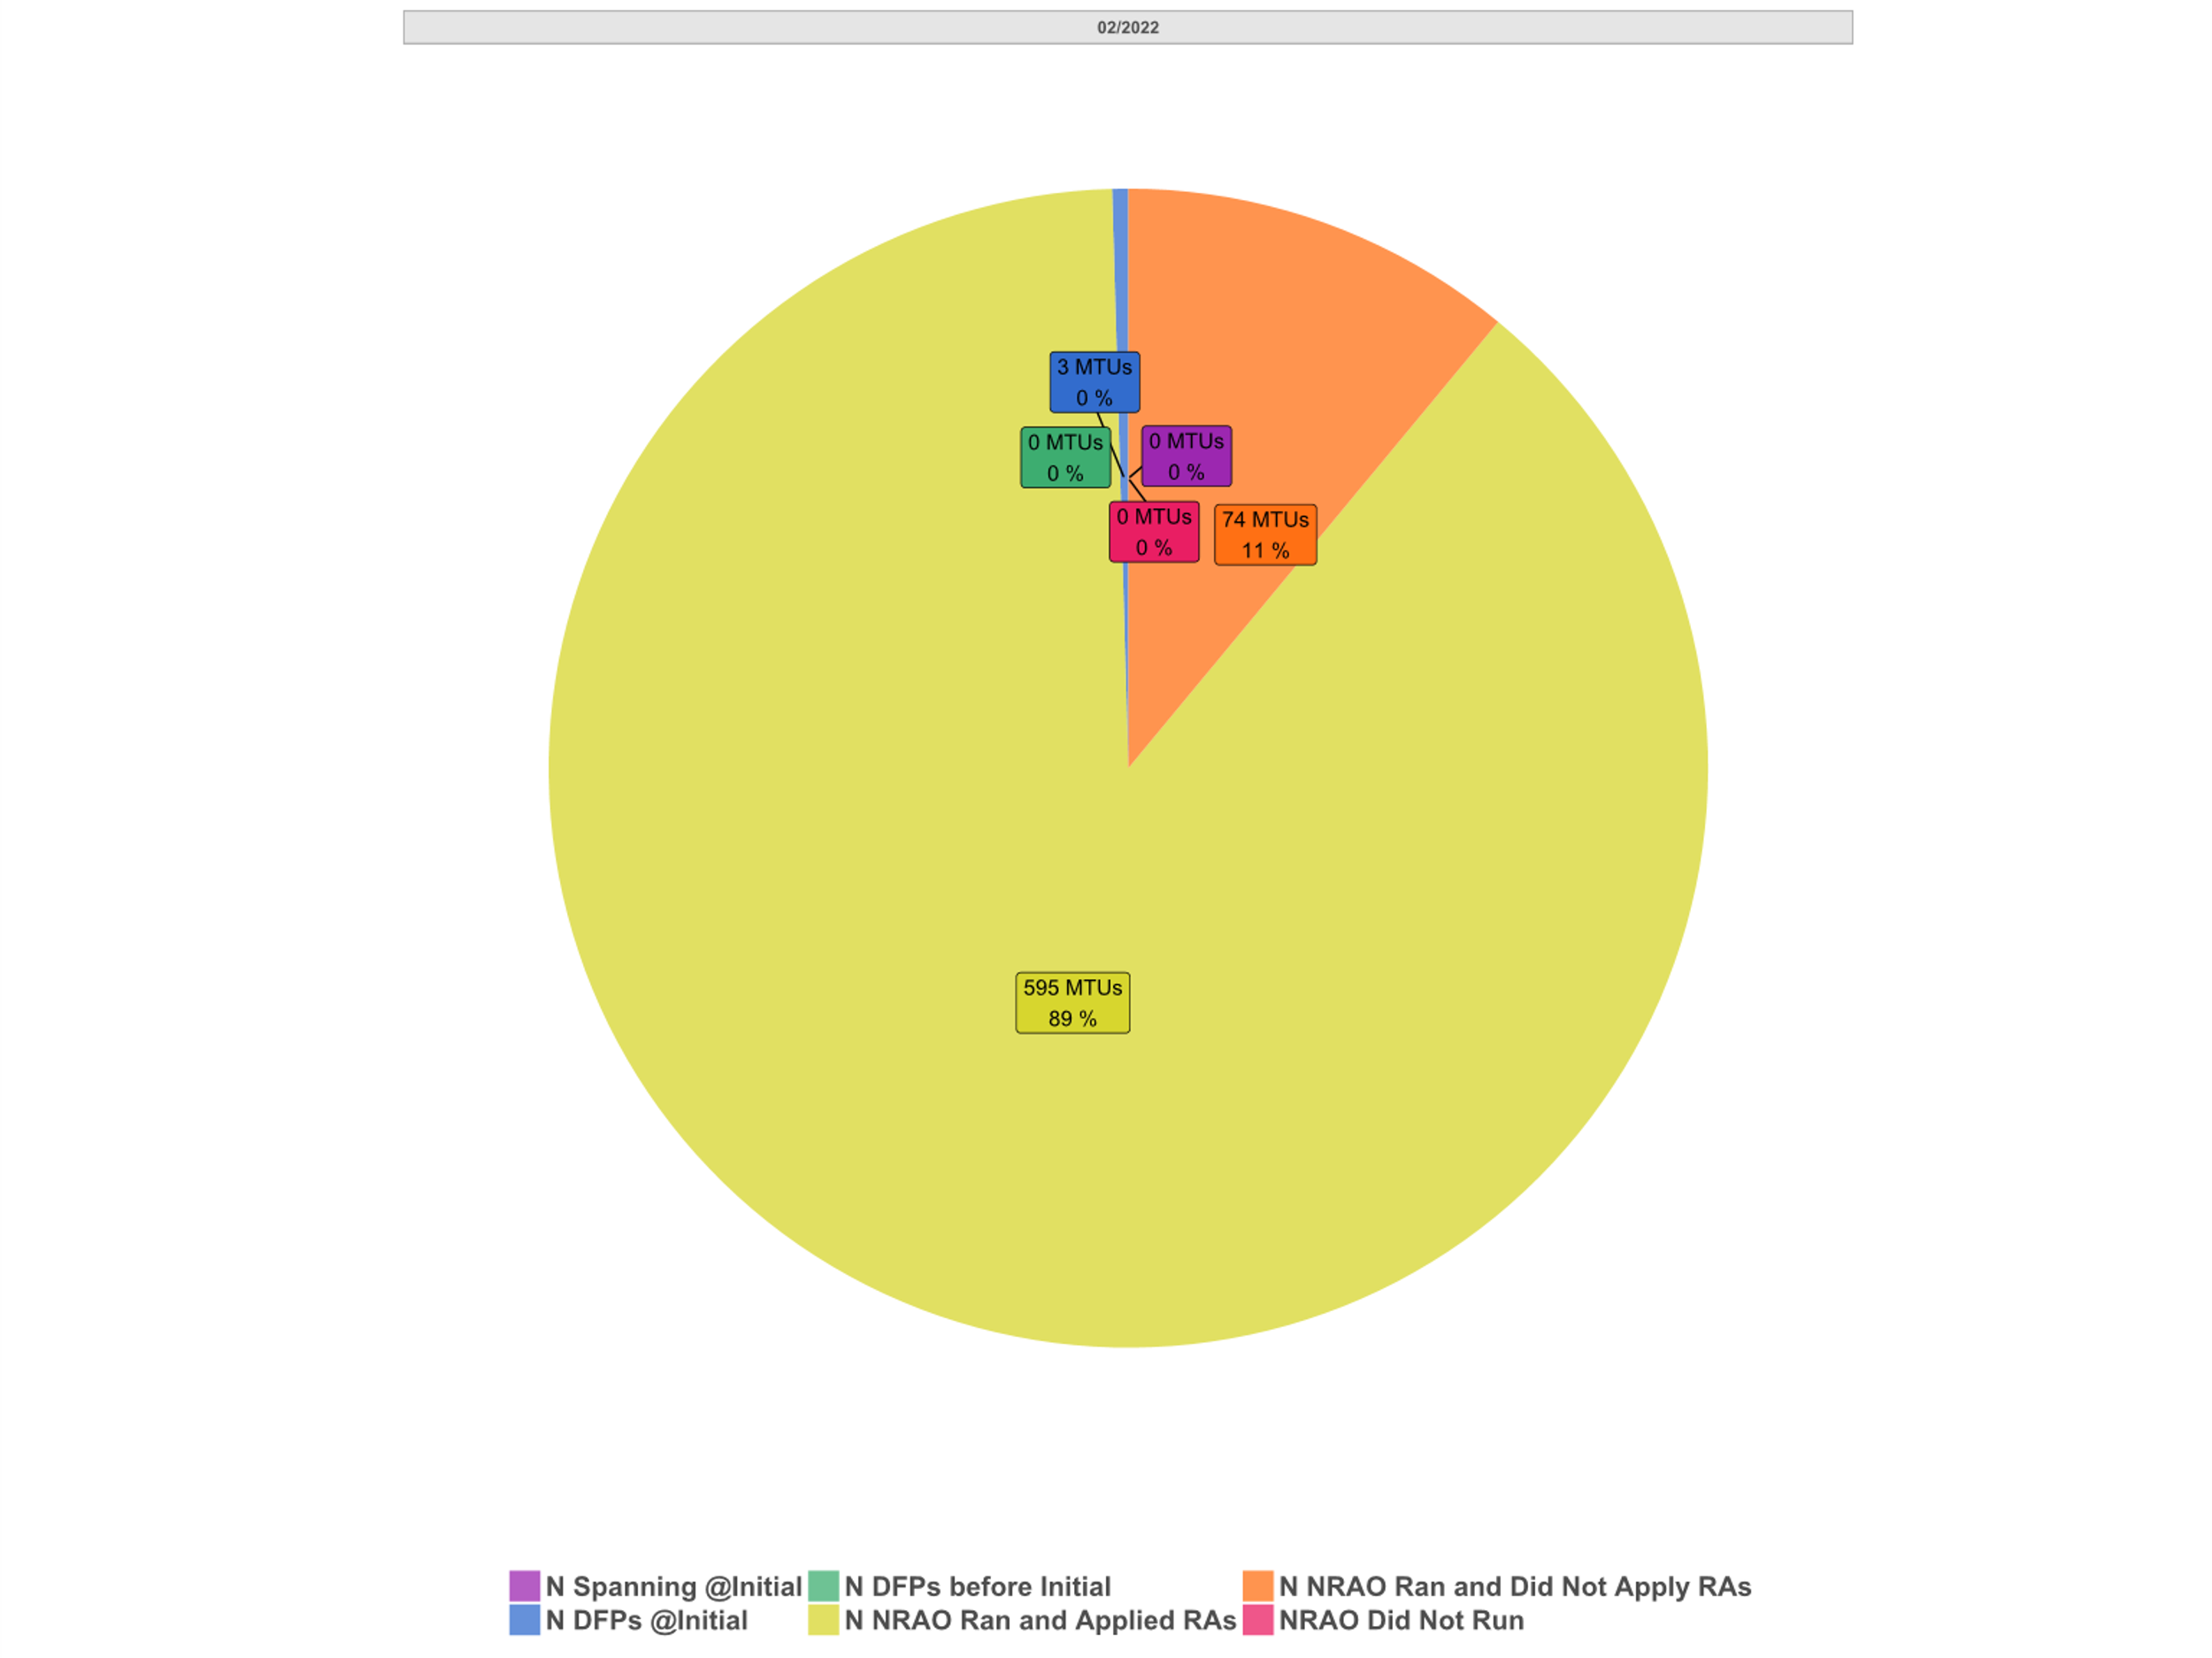 02/2022
3 MTUs
0 %
0 MTUs
0 %
0 MTUs
0 %
0 MTUs
0 %
74 MTUs
11 %
595 MTUs
89 %
N Spanning @Initial
N DFPs before Initial
N NRAO Ran and Did Not Apply RAs
N DFPs @Initial
N NRAO Ran and Applied RAs
NRAO Did Not Run